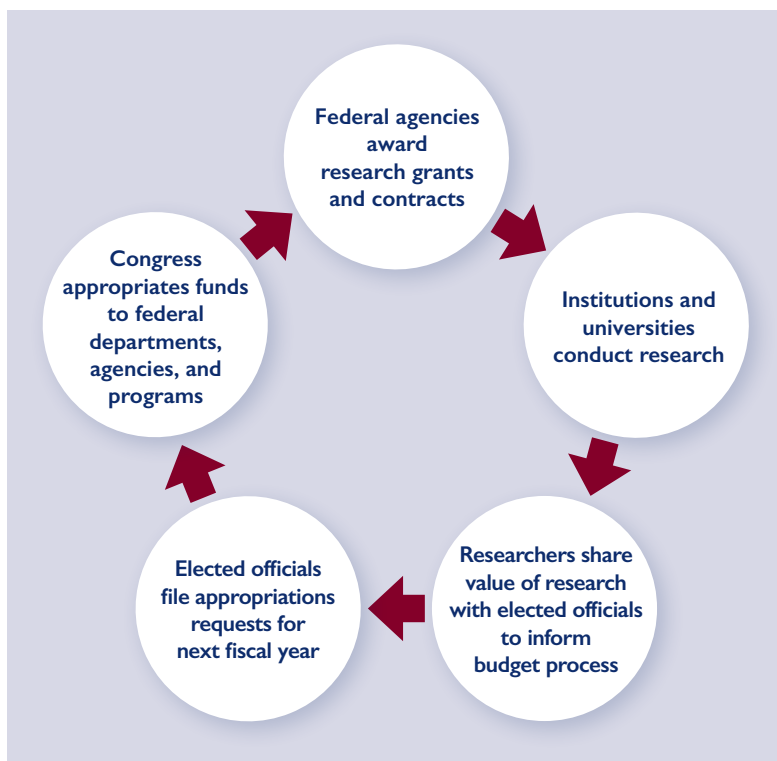 Federal agencies
award
research grants
and contracts
Institutions and
universities
conduct research
Researchers share
value of research
with elected officials
to inform
budget process
Elected officials
file appropriations
requests for
next fiscal year
Congress
appropriates funds
to federal
departments,
agencies, and
programs